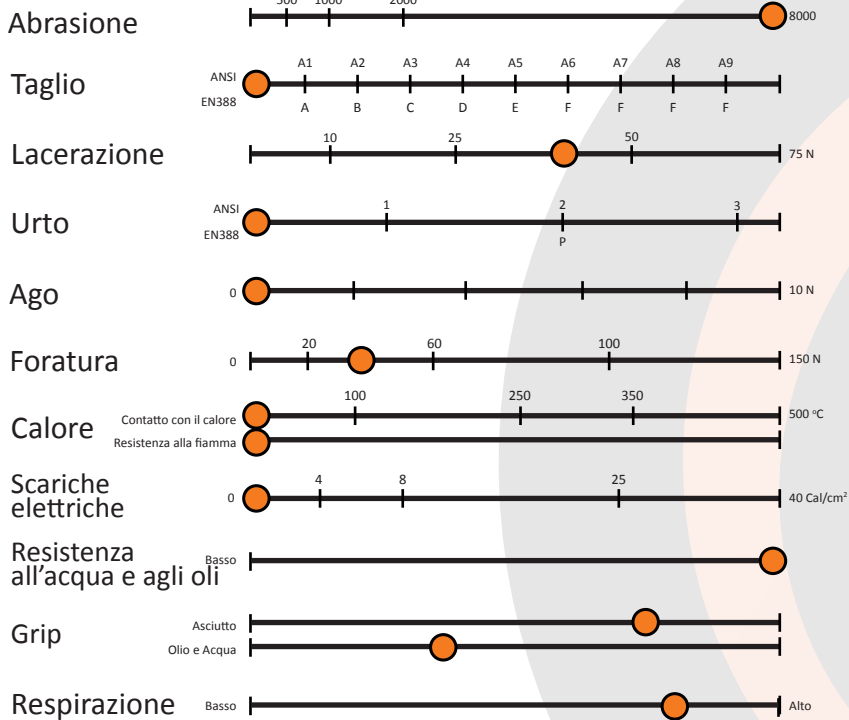 500 1000 2000
Abrasione 8000
A1 A2 A3 A4 A5 A6 A7 A8 A9
Taglio ANSI
EN388 A B C D E F F F F
10 25 50
Lacerazione 75 N
ANSI 1 2 3
Urto
EN388 P
Ago 0 10 N
20 60 100
Foratura 0 150 N
100 250 350
Contatto con il calore 500 °C
Calore
Resistenza alla fiamma
Scariche 4 8 25
elettriche 0 40 Cal/cm²
Resistenza Basso
all'acqua e agli oli
Asciutto
Grip
Olio e Acqua
Respirazione Basso Alto